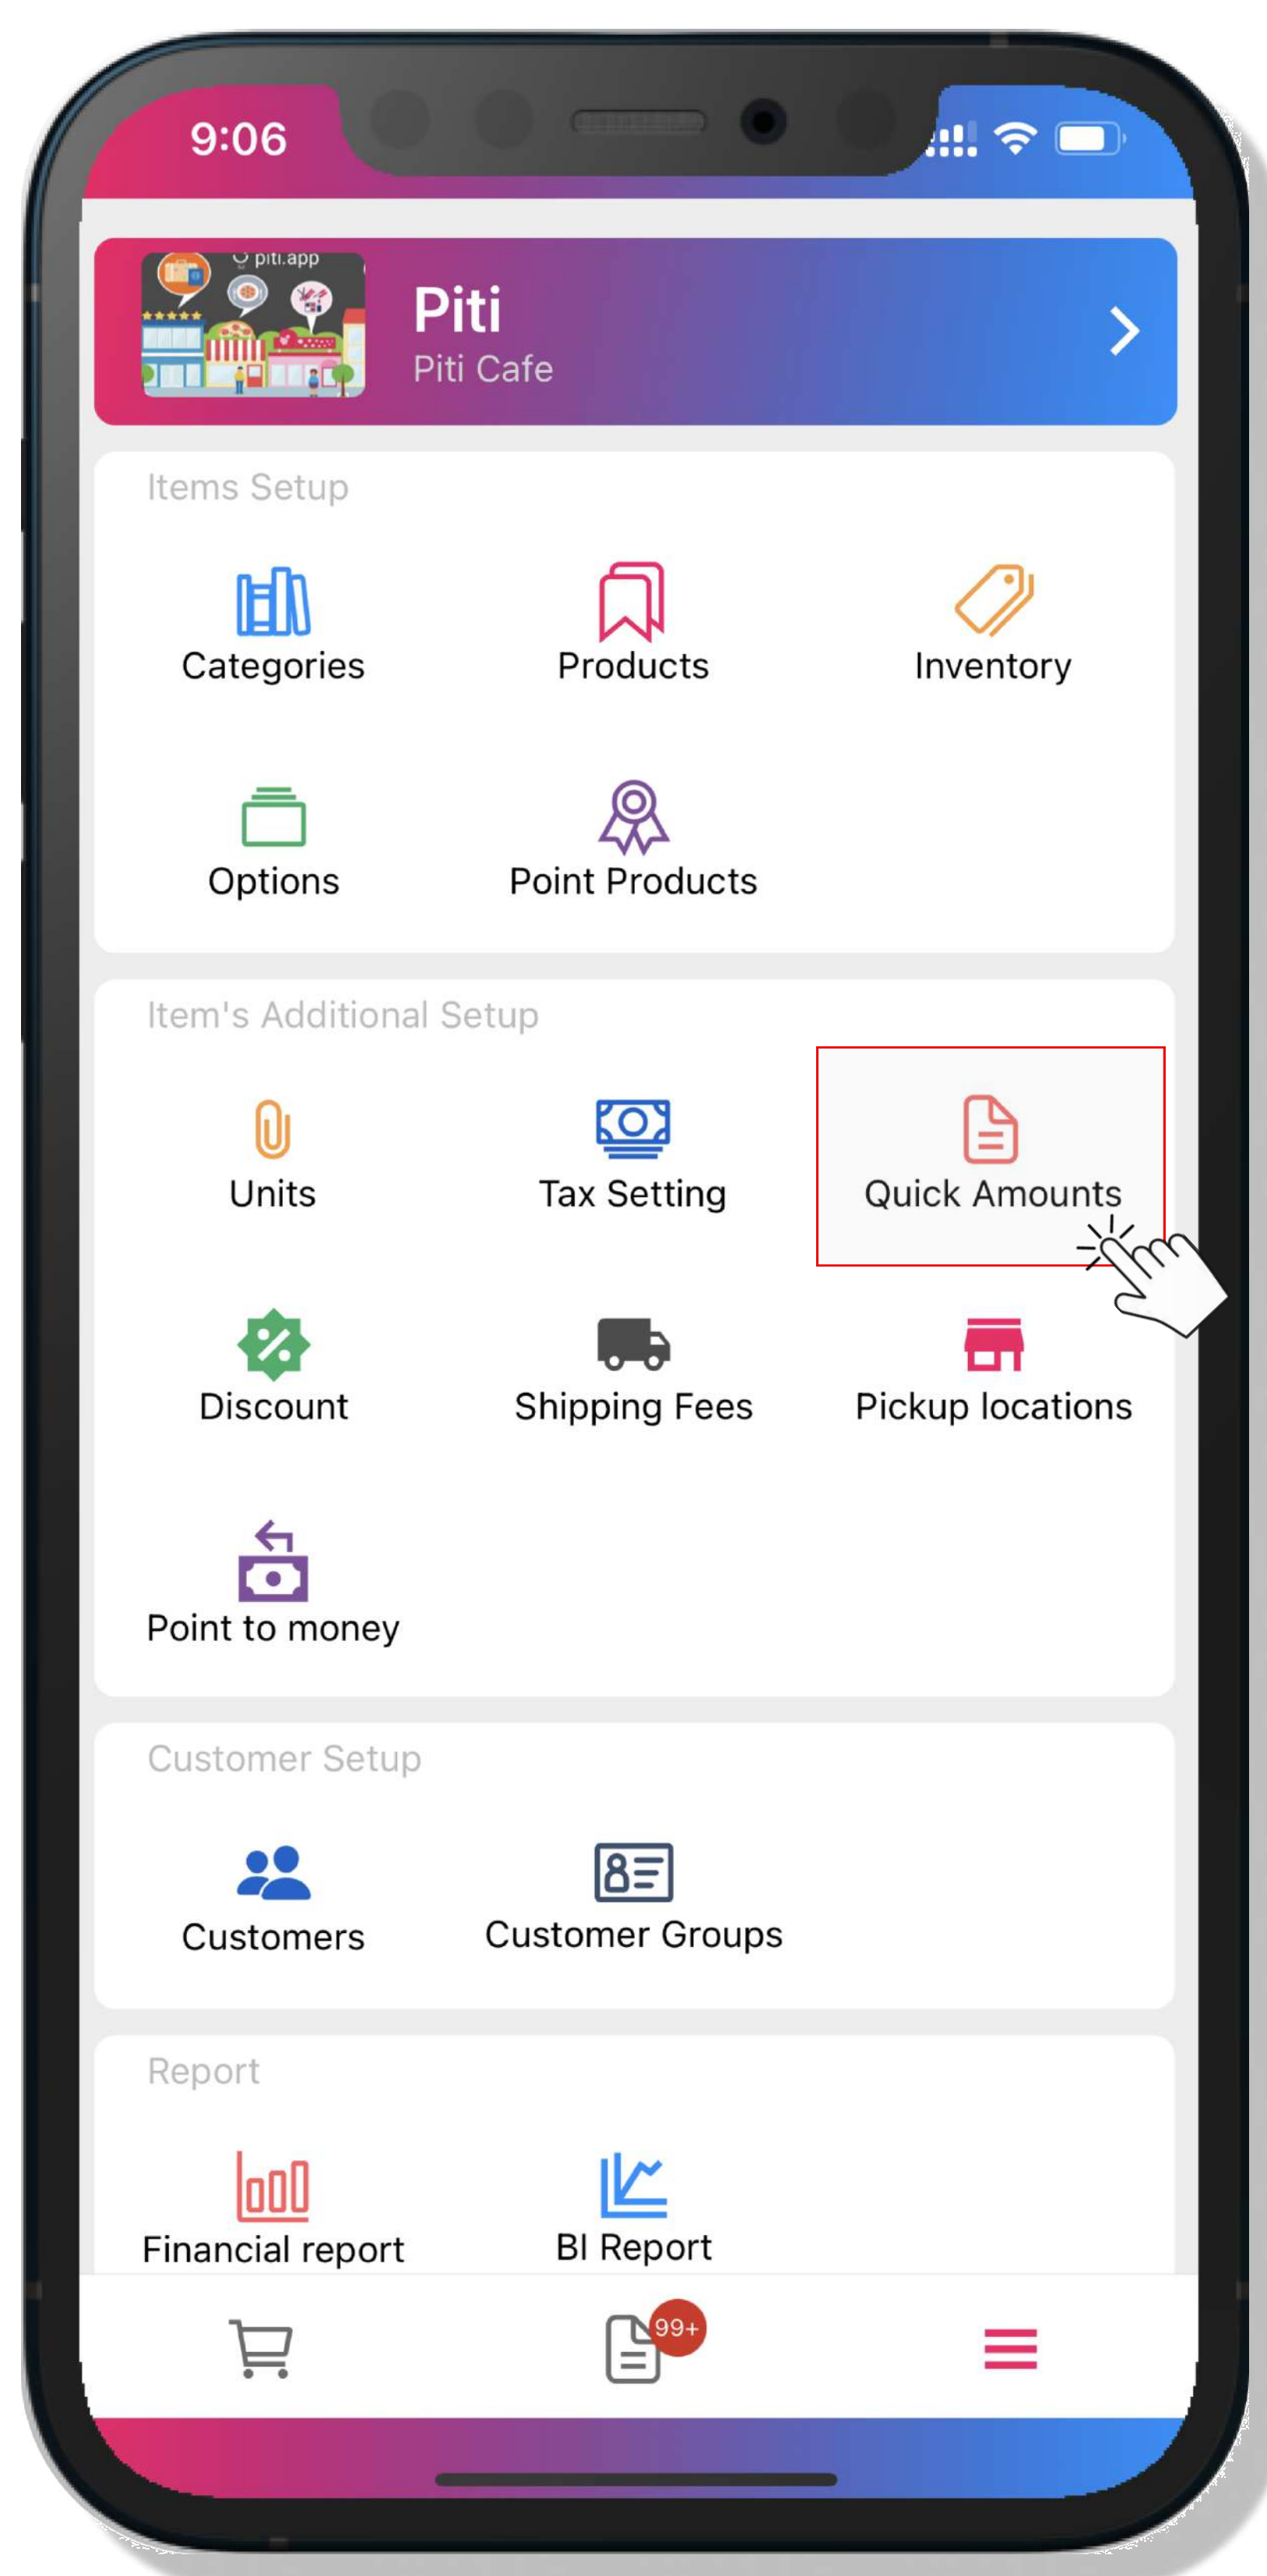 9:06
piti.app
Piti
Piti Cafe
Items Setup
Categories Products Inventory
Options Point Products
Item's Additional Setup
Units Tax Setting Quick Amounts
Discount Shipping Fees Pickup locations
Point to money
Customer Setup
Customers Customer Groups
Report
Financial report BI Report
99+